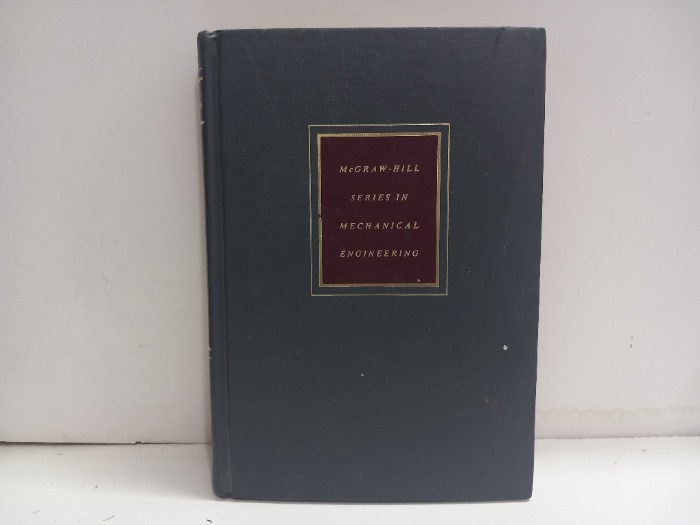 McGRAW-HILL
SERIES IN
MECHANICAL
ENGINEERING